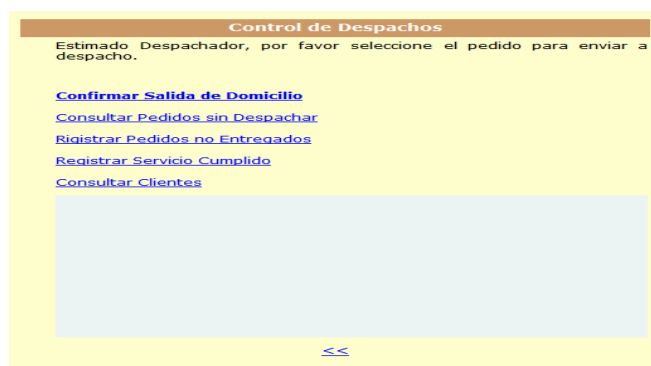 Control de Despachos
Estimado Despachador, por favor seleccione el pedido para enviar a
despacho.
Confirmar Salida de Domicilio
Consultar Pedidos sin Despachar
Rigistrar Pedidos no Entregados
Registrar Servicio Cumplido
Consultar Clientes
<<